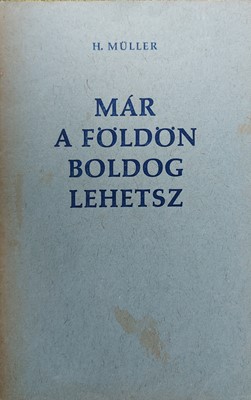 H. MÜLLER
MÁR
A FÖLDÖN
BOLDOG
LEHETSZ